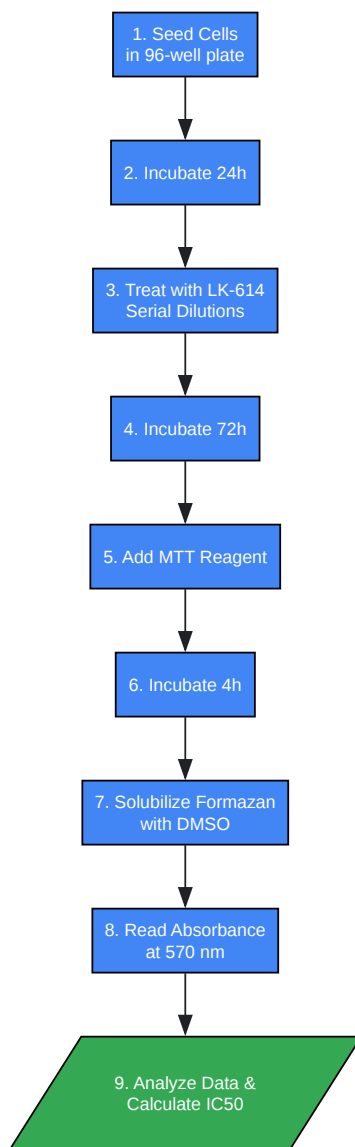 1. Seed Cells
in 96-well plate
2. Incubate 24h
3. Treat with LK-614
Serial Dilutions
4. Incubate 72h
5. Add MTT Reagent
6. Incubate 4h
7. Solubilize Formazan
with DMSO
8. Read Absorbance
at 570 nm
9. Analyze Data &
Calculate IC50